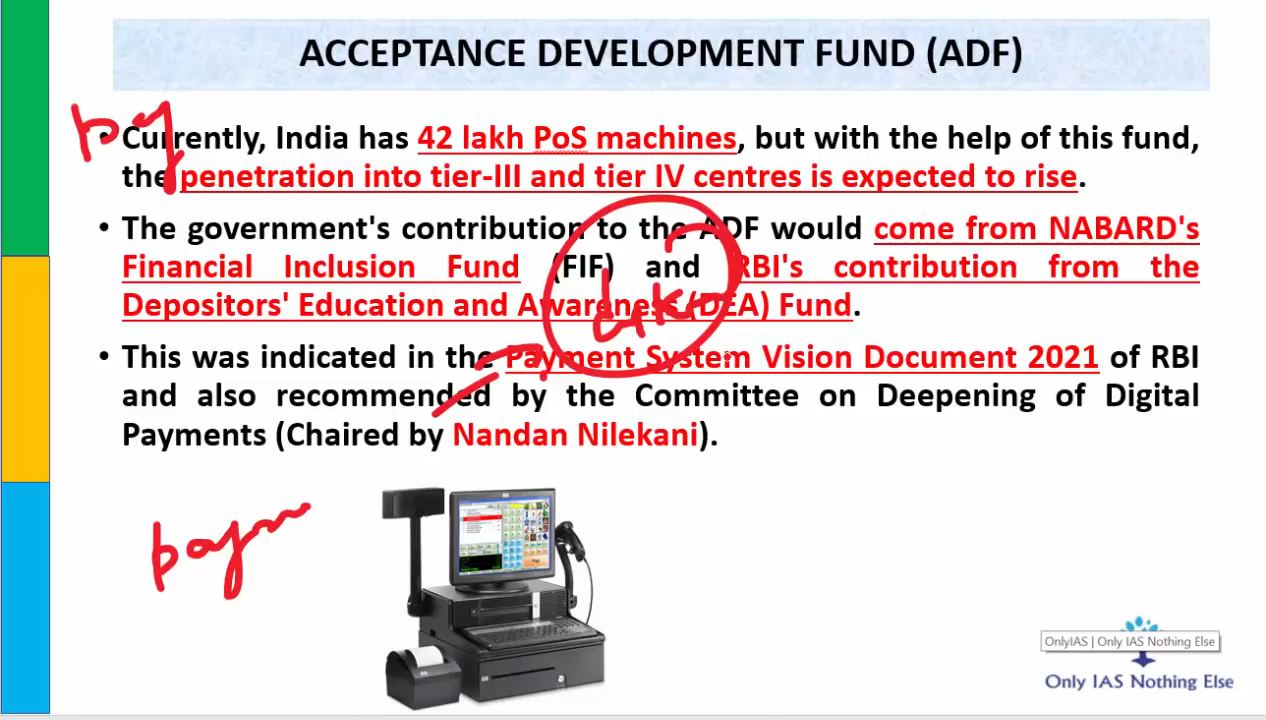 ACCEPTANCE DEVELOPMENT FUND (ADF)
• Currently, India has 42 lakh PoS machines, but with the help of this fund,
the penetration into tier-III and tier IV centres is expected to rise.
• The government's contribution to the ADF would come from NABARD's
Financial Inclusion Fund (FIF) and RBI's contribution from the
Depositors' Education and Awareness (DEA) Fund.
• This was indicated in the Payment System Vision Document 2021 of RBI
and also recommended by the Committee on Deepening of Digital
Payments (Chaired by Nandan Nilekani).
OnlyIAS | Only IAS Nothing Else
Only IAS Nothing Else